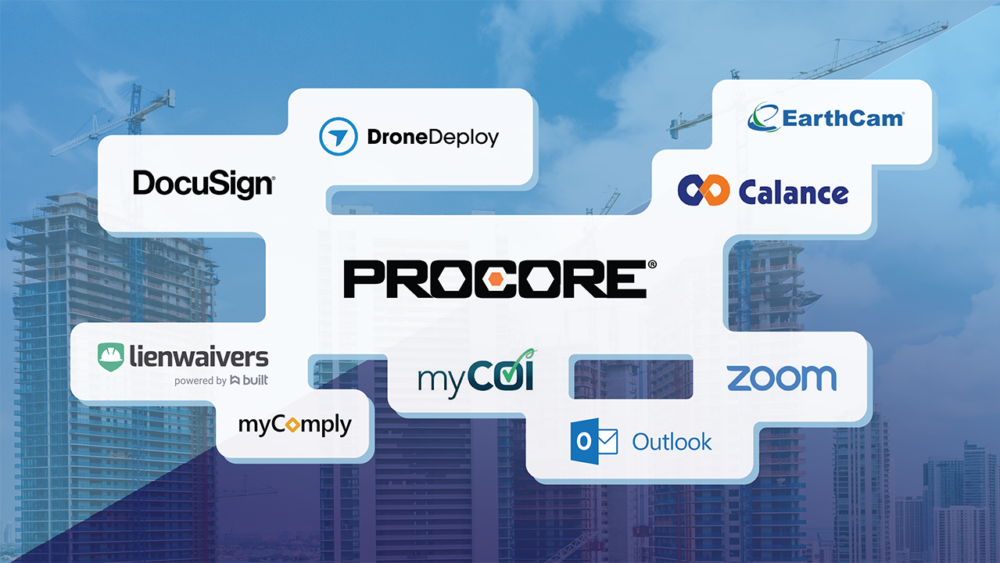 DroneDeploy
EarthCam®
DocuSign®
Calance
PROCORE®
lienwaivers
powered by built
myCOI
zoom
myComply
Outlook